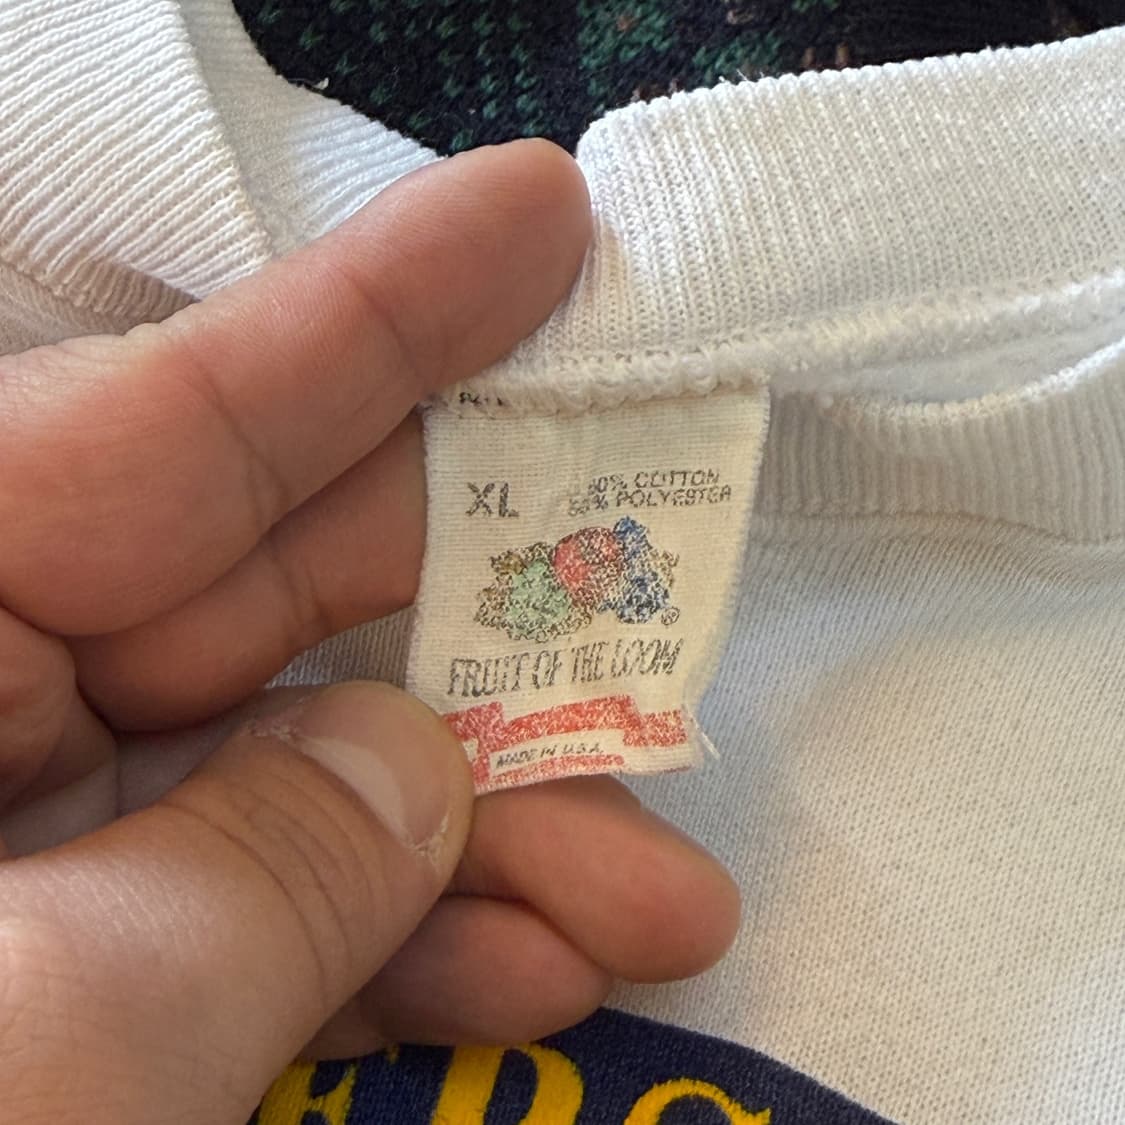 XL
50% COTTON
50% POLYESTER
®
FRUIT OF THE LOOM
MADE IN U.S.A.